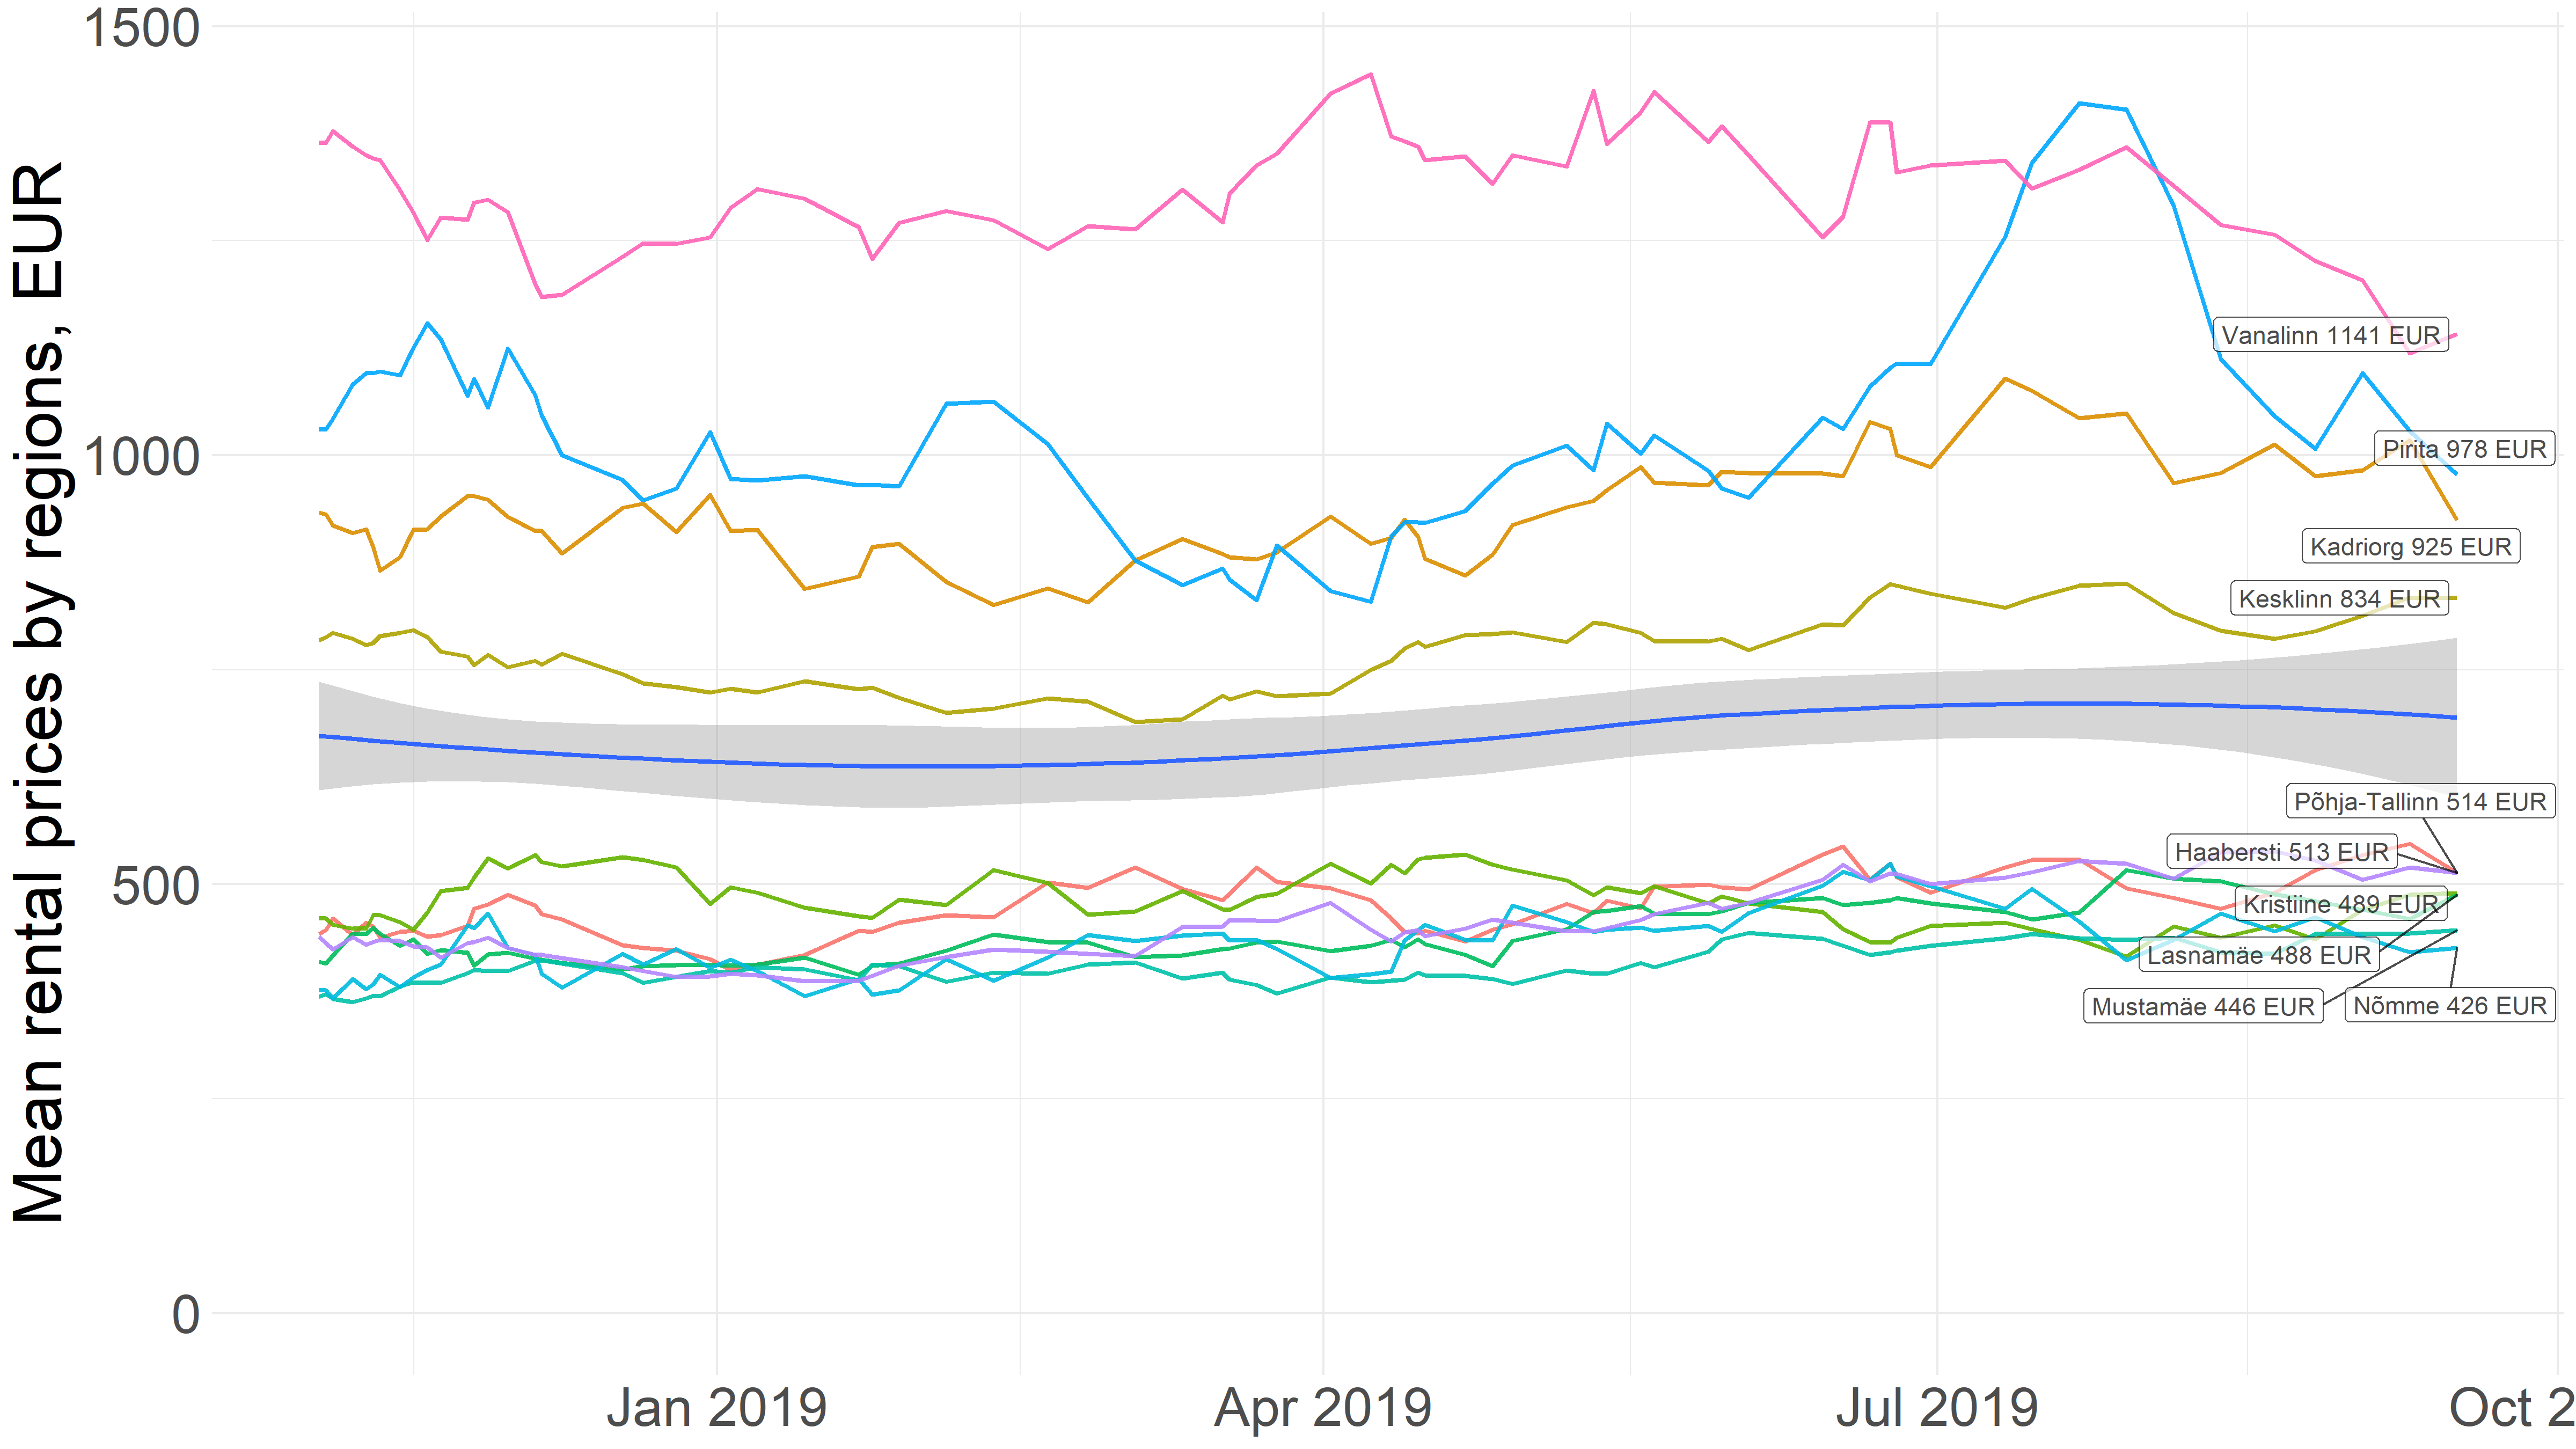 Mean rental prices by regions, EUR
1500
1000
500
0
Vanalinn 1141 EUR
Pirita 978 EUR
Kadriorg 925 EUR
Kesklinn 834 EUR
Põhja-Tallinn 514 EUR
Haabersti 513 EUR
Kristiine 489 EUR
Lasnamäe 488 EUR
Mustamäe 446 EUR
Nõmme 426 EUR
Jan 2019
Apr 2019
Jul 2019
Oct 2